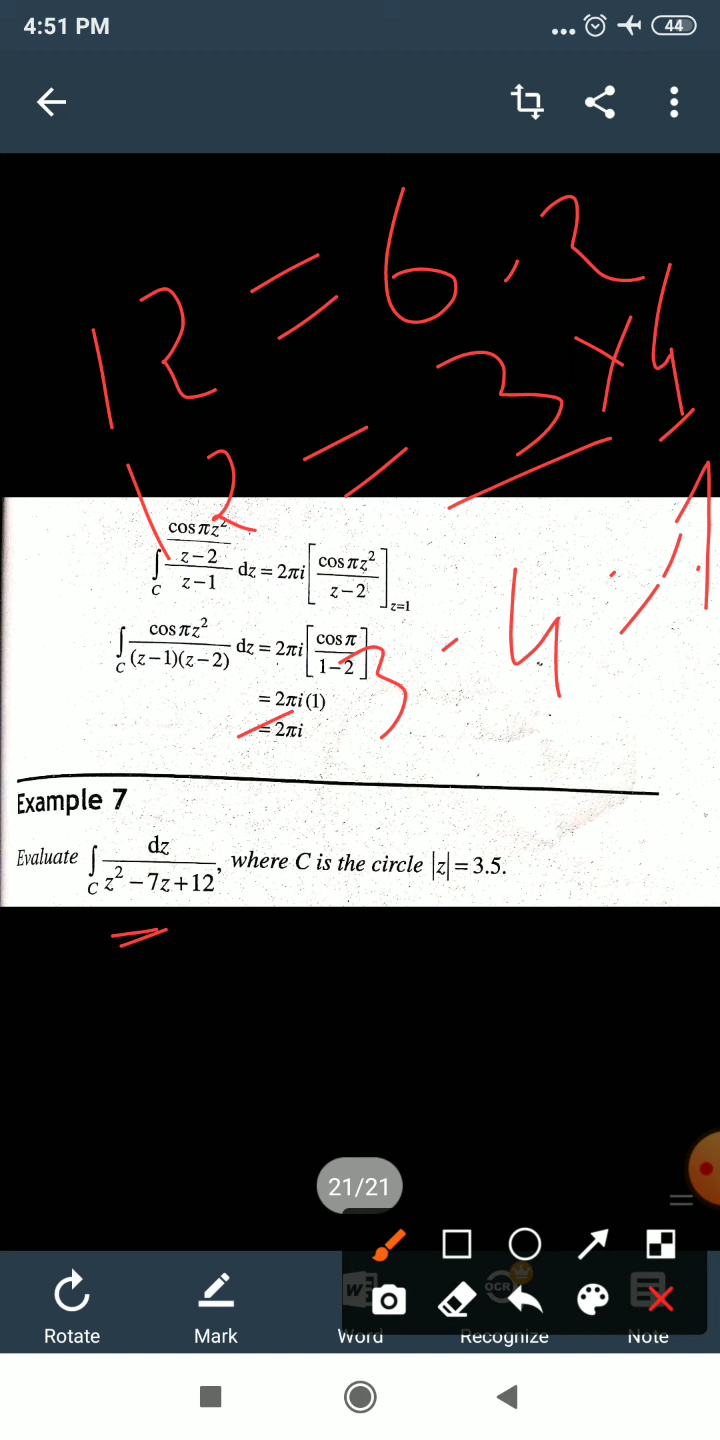 4:51 PM 44
12 = 6 . 2
12 = 3 × 4
∫C (cos πz² / z−2) / z−1 dz = 2πi [cos πz² / z−2] z=1
∫C cos πz² / (z−1)(z−2) dz = 2πi [cos π / 1−2]
= 2πi (1)
= 2πi
3 . 4
Example 7
Evaluate ∫C dz / z² − 7z + 12, where C is the circle |z| = 3.5.
21/21
W OCR
Rotate Mark Word Recognize Note